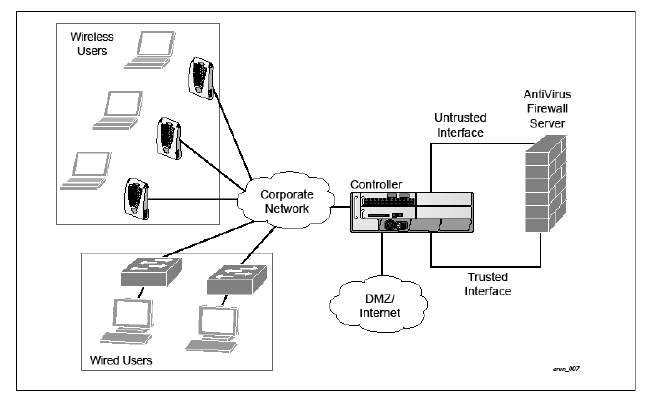 Wireless
Users
AntiVirus
Firewall
Server
Untrusted
Interface
Corporate
Network
Controller
DMZ/
Internet
Trusted
Interface
Wired Users
arun_007